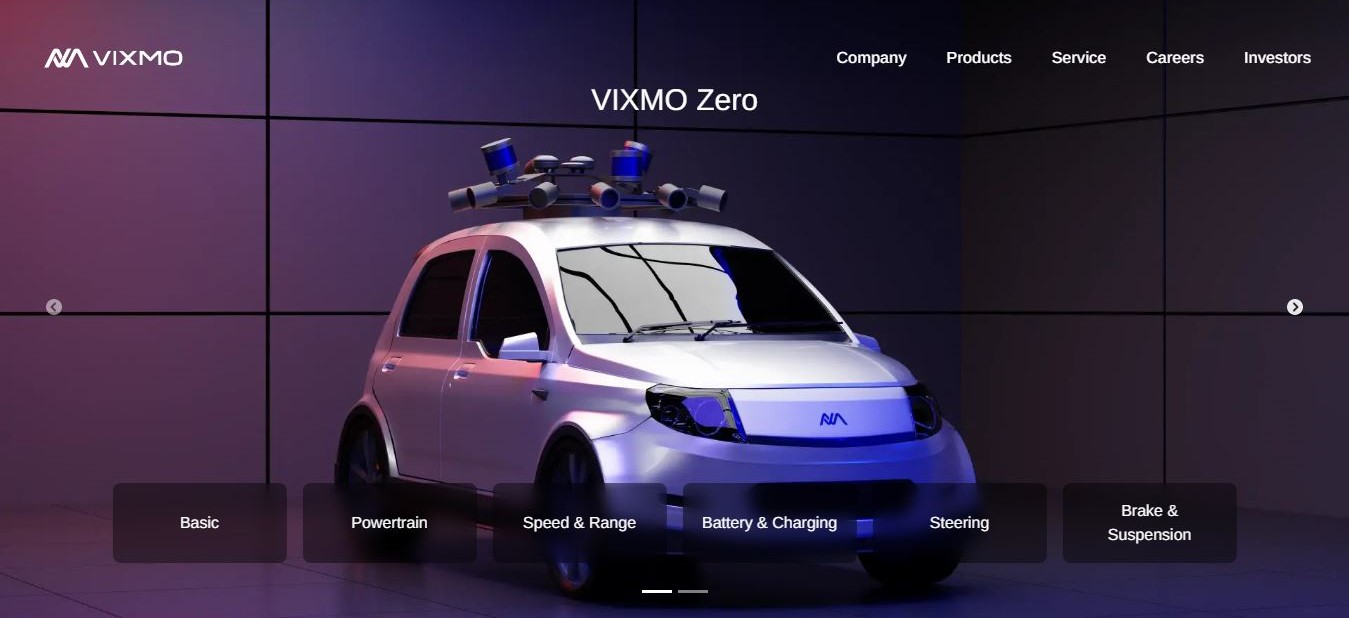 VIXMO
Company
Products
Service
Careers
Investors
VIXMO Zero
Basic
Powertrain
Speed & Range
Battery & Charging
Steering
Brake &
Suspension